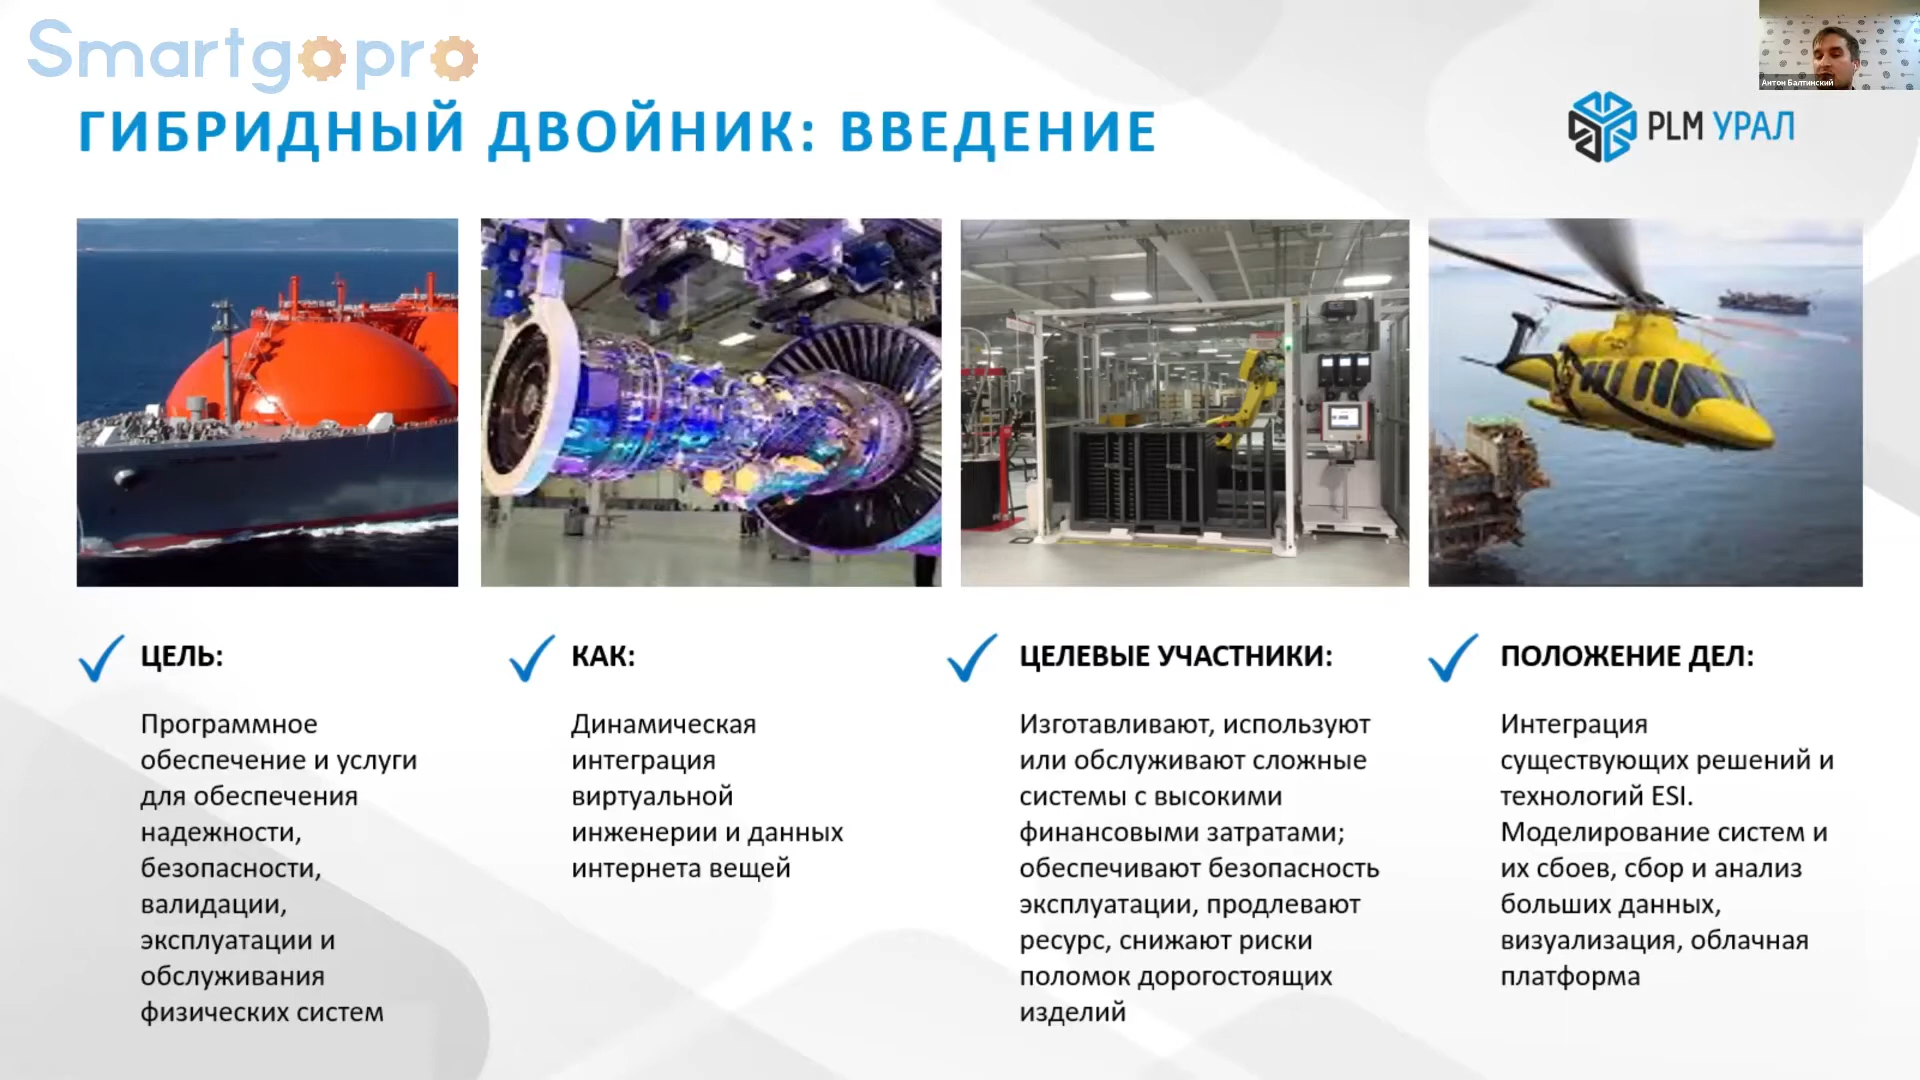 Smartgopro
Антон Балтинский
ГИБРИДНЫЙ ДВОЙНИК: ВВЕДЕНИЕ
PLM УРАЛ
ЦЕЛЬ:
Программное
обеспечение и услуги
для обеспечения
надежности,
безопасности,
валидации,
эксплуатации и
обслуживания
физических систем
КАК:
Динамическая
интеграция
виртуальной
инженерии и данных
интернета вещей
ЦЕЛЕВЫЕ УЧАСТНИКИ:
Изготавливают, используют
или обслуживают сложные
системы с высокими
финансовыми затратами;
обеспечивают безопасность
эксплуатации, продлевают
ресурс, снижают риски
поломок дорогостоящих
изделий
ПОЛОЖЕНИЕ ДЕЛ:
Интеграция
существующих решений и
технологий ESI.
Моделирование систем и
их сбоев, сбор и анализ
больших данных,
визуализация, облачная
платформа